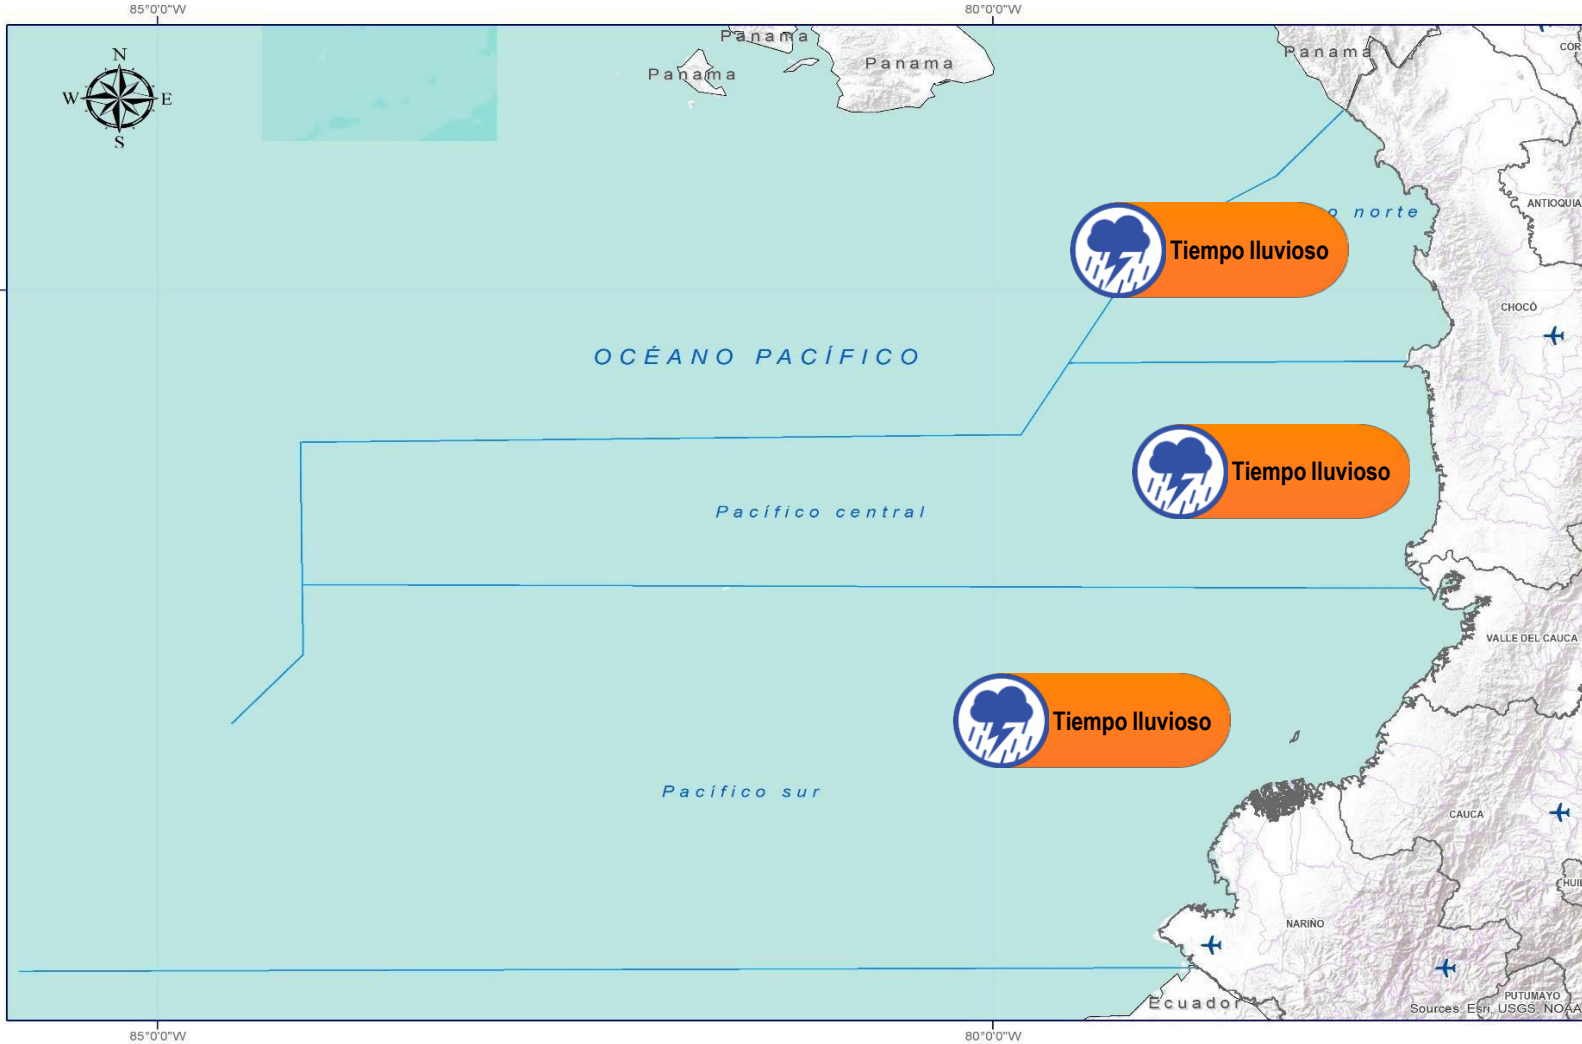 85°0'0"W
80°0'0"W
Panama
Panama
Panama
Panama
COR
N
W
E
S
ANTIOQUIA
o norte
Tiempo lluvioso
CHOCÓ
OCÉANO PACÍFICO
Tiempo lluvioso
Pacífico central
VALLE DEL CAUCA
Tiempo lluvioso
Pacífico sur
CAUCA
HUIL
NARIÑO
PUTUMAYO
Ecuador
Sources: Esri, USGS, NOAA
85°0'0"W
80°0'0"W